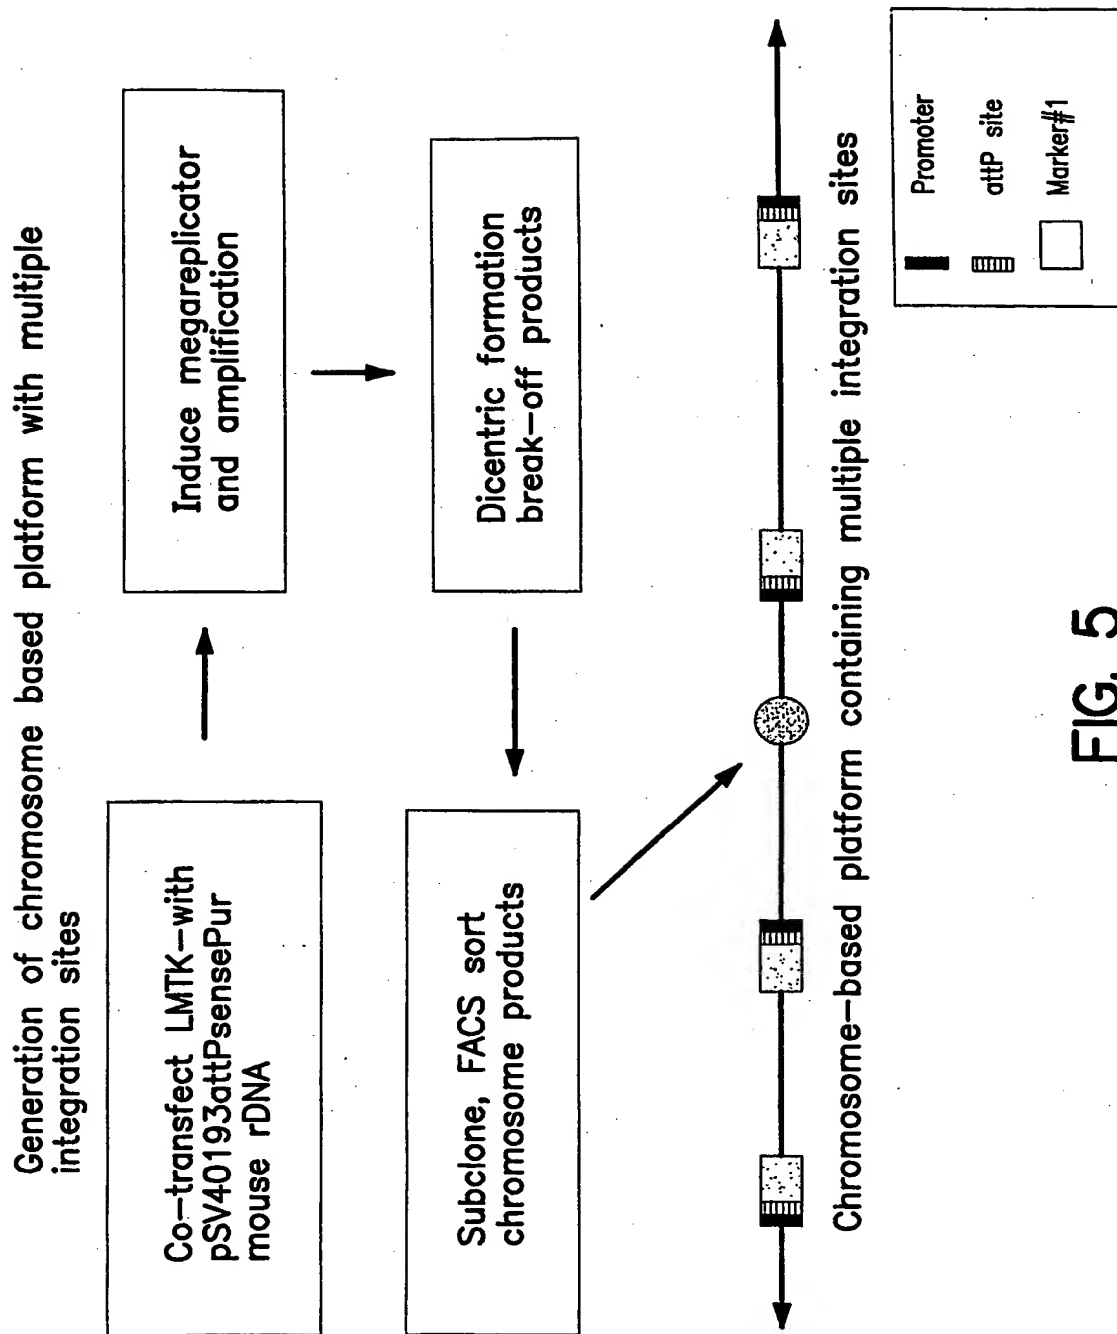 Generation of chromosome based platform with multiple
integration sites
Co-transfect LMTK-with
pSV40193attPsensePur
mouse rDNA
Induce megareplicator
and amplification
Dicentric formation
break-off products
Subclone, FACS sort
chromosome products
Chromosome-based platform containing multiple integration sites
Promoter
attP site
Marker#1
FIG. 5